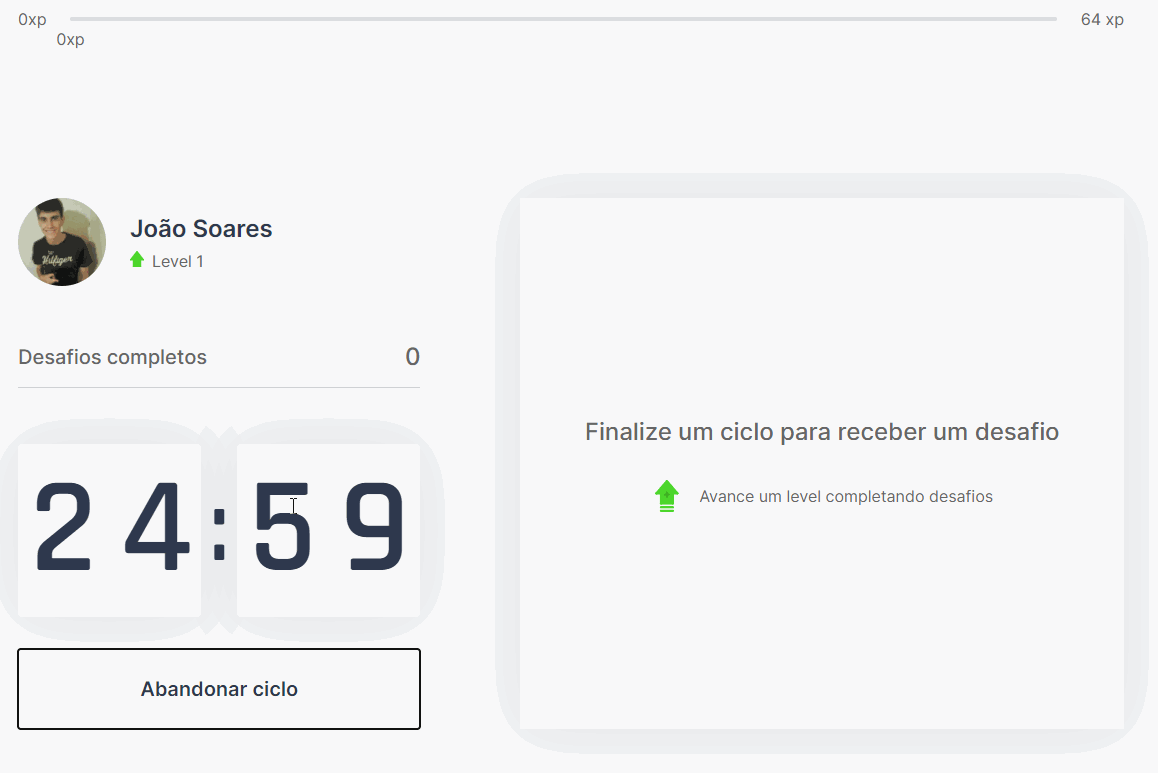 0xp
64 xp
0xp
João Soares
Level 1
Desafios completos
0
24:59
Abandonar ciclo
Finalize um ciclo para receber um desafio
Avance um level completando desafios